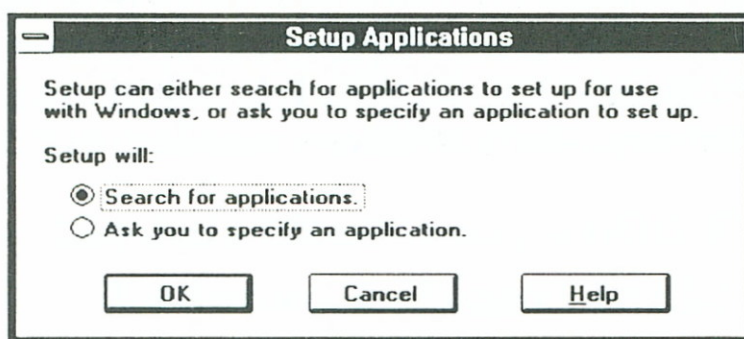 Setup Applications
Setup can either search for applications to set up for use
with Windows, or ask you to specify an application to set up.
Setup will:
Search for applications.
Ask you to specify an application.
OK Cancel Help